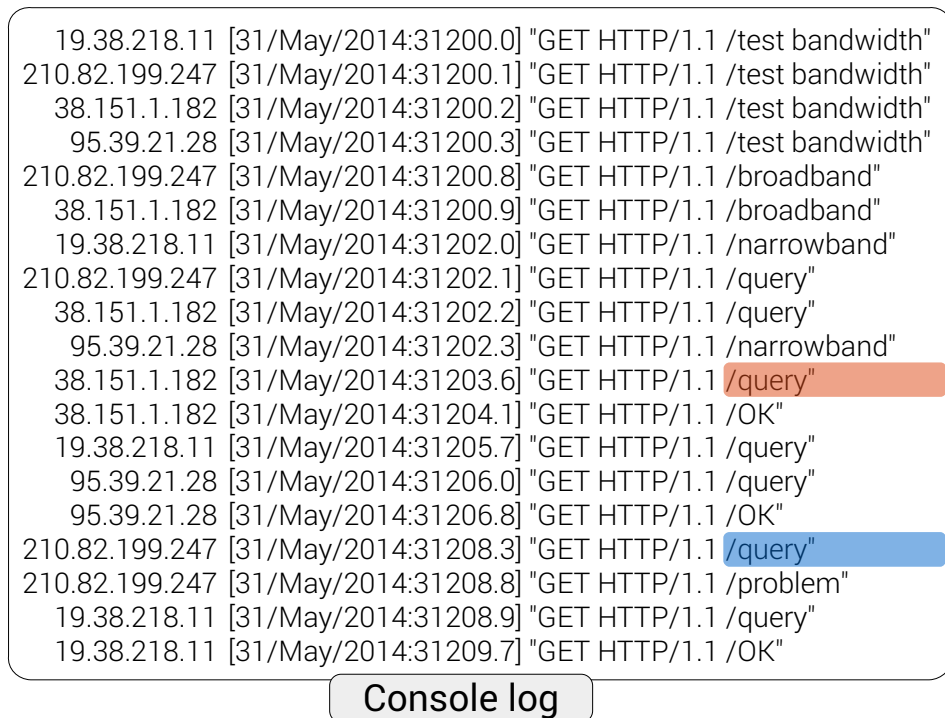 19.38.218.11 [31/May/2014:31200.0] "GET HTTP/1.1 /test bandwidth"
210.82.199.247 [31/May/2014:31200.1] "GET HTTP/1.1 /test bandwidth"
38.151.1.182 [31/May/2014:31200.2] "GET HTTP/1.1 /test bandwidth"
95.39.21.28 [31/May/2014:31200.3] "GET HTTP/1.1 /test bandwidth"
210.82.199.247 [31/May/2014:31200.8] "GET HTTP/1.1 /broadband"
38.151.1.182 [31/May/2014:31200.9] "GET HTTP/1.1 /broadband"
19.38.218.11 [31/May/2014:31202.0] "GET HTTP/1.1 /narrowband"
210.82.199.247 [31/May/2014:31202.1] "GET HTTP/1.1 /query"
38.151.1.182 [31/May/2014:31202.2] "GET HTTP/1.1 /query"
95.39.21.28 [31/May/2014:31202.3] "GET HTTP/1.1 /narrowband"
38.151.1.182 [31/May/2014:31203.6] "GET HTTP/1.1 /query"
38.151.1.182 [31/May/2014:31204.1] "GET HTTP/1.1 /OK"
19.38.218.11 [31/May/2014:31205.7] "GET HTTP/1.1 /query"
95.39.21.28 [31/May/2014:31206.0] "GET HTTP/1.1 /query"
95.39.21.28 [31/May/2014:31206.8] "GET HTTP/1.1 /OK"
210.82.199.247 [31/May/2014:31208.3] "GET HTTP/1.1 /query"
210.82.199.247 [31/May/2014:31208.8] "GET HTTP/1.1 /problem"
19.38.218.11 [31/May/2014:31208.9] "GET HTTP/1.1 /query"
19.38.218.11 [31/May/2014:31209.7] "GET HTTP/1.1 /OK"
Console log